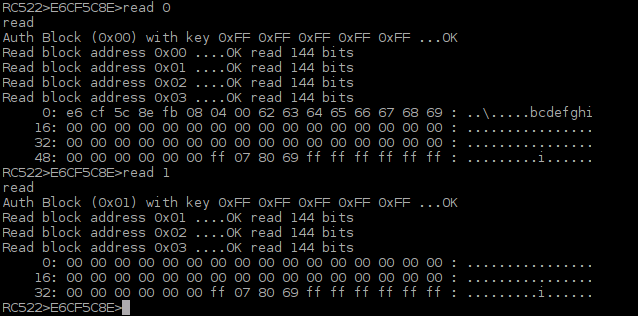 RC522>E6CF5C8E>read 0
read
Auth Block (0x00) with key 0xFF 0xFF 0xFF 0xFF 0xFF ...OK
Read block address 0x00 ....OK read 144 bits
Read block address 0x01 ....OK read 144 bits
Read block address 0x02 ....OK read 144 bits
Read block address 0x03 ....OK read 144 bits
0: e6 cf 5c 8e fb 08 04 00 62 63 64 65 66 67 68 69 : ..\.....bcdefghi
16: 00 00 00 00 00 00 00 00 00 00 00 00 00 00 00 00 : ................
32: 00 00 00 00 00 00 00 00 00 00 00 00 00 00 00 00 : ................
48: 00 00 00 00 00 00 ff 07 80 69 ff ff ff ff ff ff : .........i......
RC522>E6CF5C8E>read 1
read
Auth Block (0x01) with key 0xFF 0xFF 0xFF 0xFF 0xFF ...OK
Read block address 0x01 ....OK read 144 bits
Read block address 0x02 ....OK read 144 bits
Read block address 0x03 ....OK read 144 bits
0: 00 00 00 00 00 00 00 00 00 00 00 00 00 00 00 00 : ................
16: 00 00 00 00 00 00 00 00 00 00 00 00 00 00 00 00 : ................
32: 00 00 00 00 00 00 ff 07 80 69 ff ff ff ff ff ff : .........i......
RC522>E6CF5C8E>